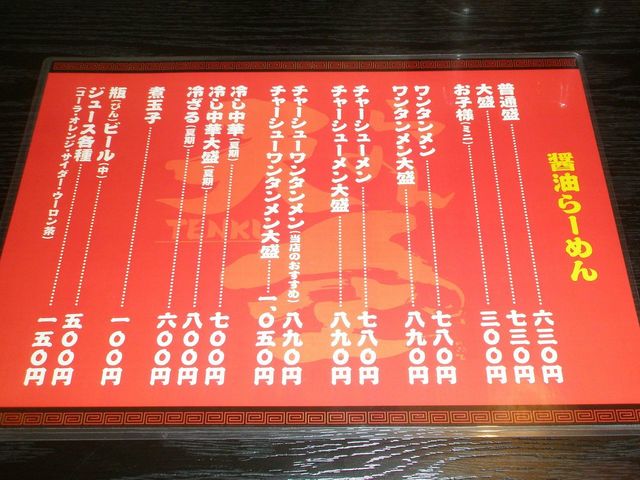 醤油らーめん
普通盛 六三〇円
大盛 七三〇円
お子様(ミニ) 三〇〇円
ワンタンメン 七八〇円
ワンタンメン大盛 八九〇円
チャーシューメン 七八〇円
チャーシューメン大盛 八九〇円
チャーシューワンタンメン(当店のおすすめ) 八九〇円
チャーシューワンタンメン大盛 一、〇五〇円
冷し中華(夏期) 七〇〇円
冷し中華大盛(夏期) 八〇〇円
冷ざる(夏期) 六〇〇円
煮玉子 一〇〇円
瓶(びん)ビール(中) 五〇〇円
ジュース各種 一五〇円
(コーラ・オレンジ・サイダー・ウーロン茶)